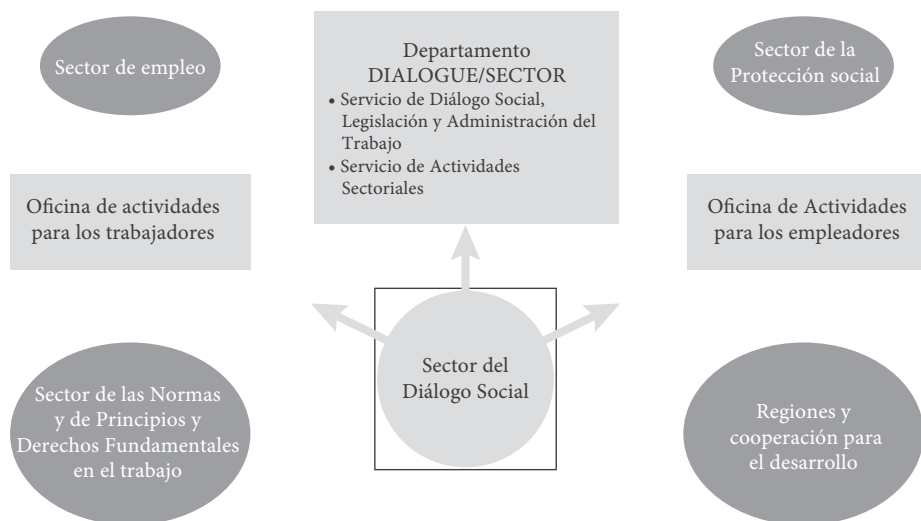 Sector de empleo
Departamento
DIALOGUE/SECTOR
• Servicio de Diálogo Social,
Legislación y Administración del
Trabajo
• Servicio de Actividades
Sectoriales
Sector de la
Protección social
Oficina de actividades
para los trabajadores
Oficina de Actividades
para los empleadores
Sector del
Diálogo Social
Sector de las Normas
y de Principios y
Derechos Fundamentales
en el trabajo
Regiones y
cooperación para
el desarrollo